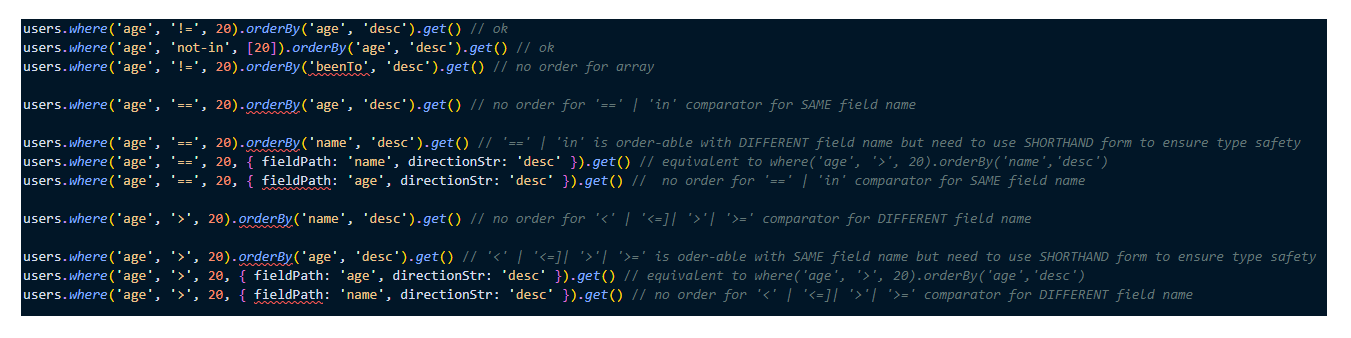 users.where('age', '!=', 20).orderBy('age', 'desc').get() // ok
users.where('age', 'not-in', [20]).orderBy('age', 'desc').get() // ok
users.where('age', '!=', 20).orderBy('beenTo', 'desc').get() // no order for array
users.where('age', '==', 20).orderBy('age', 'desc').get() // no order for '==' | 'in' comparator for SAME field name
users.where('age', '==', 20).orderBy('name', 'desc').get() // '==' | 'in' is order-able with DIFFERENT field name but need to use SHORTHAND form to ensure type safety
users.where('age', '==', 20, { fieldPath: 'name', directionStr: 'desc' }).get() // equivalent to where('age', '>', 20).orderBy('name','desc')
users.where('age', '==', 20, { fieldPath: 'age', directionStr: 'desc' }).get() //  no order for '==' | 'in' comparator for SAME field name
users.where('age', '>', 20).orderBy('name', 'desc').get() // no order for '<' | '<=]| '>'| '>=' comparator for DIFFERENT field name
users.where('age', '>', 20).orderBy('age', 'desc').get() // '<' | '<=]| '>'| '>=' is oder-able with SAME field name but need to use SHORTHAND form to ensure type safety
users.where('age', '>', 20, { fieldPath: 'age', directionStr: 'desc' }).get() // equivalent to where('age', '>', 20).orderBy('age','desc')
users.where('age', '>', 20, { fieldPath: 'name', directionStr: 'desc' }).get() // no order for '<' | '<=]| '>'| '>=' comparator for DIFFERENT field name